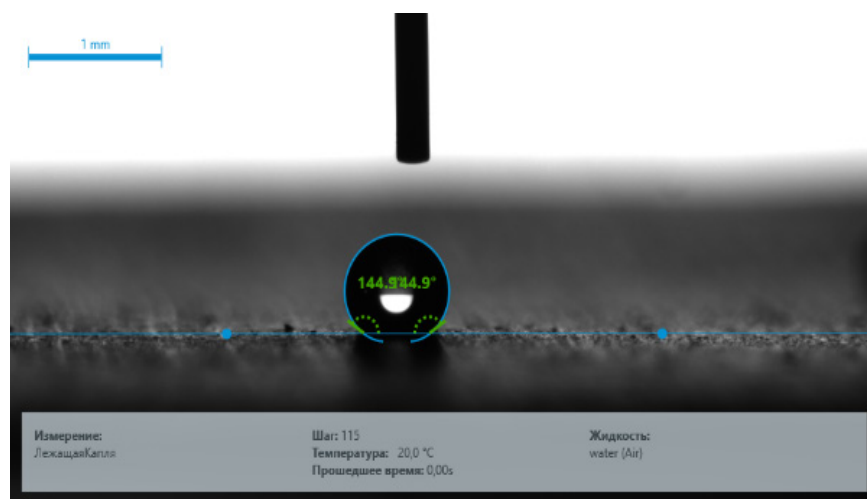 1 mm
144.9° 144.9°
Измерение:
ЛежащаяКапля
Шаг: 115
Температура: 20,0 °C
Прошедшее время: 0,00s
Жидкость:
water (Air)